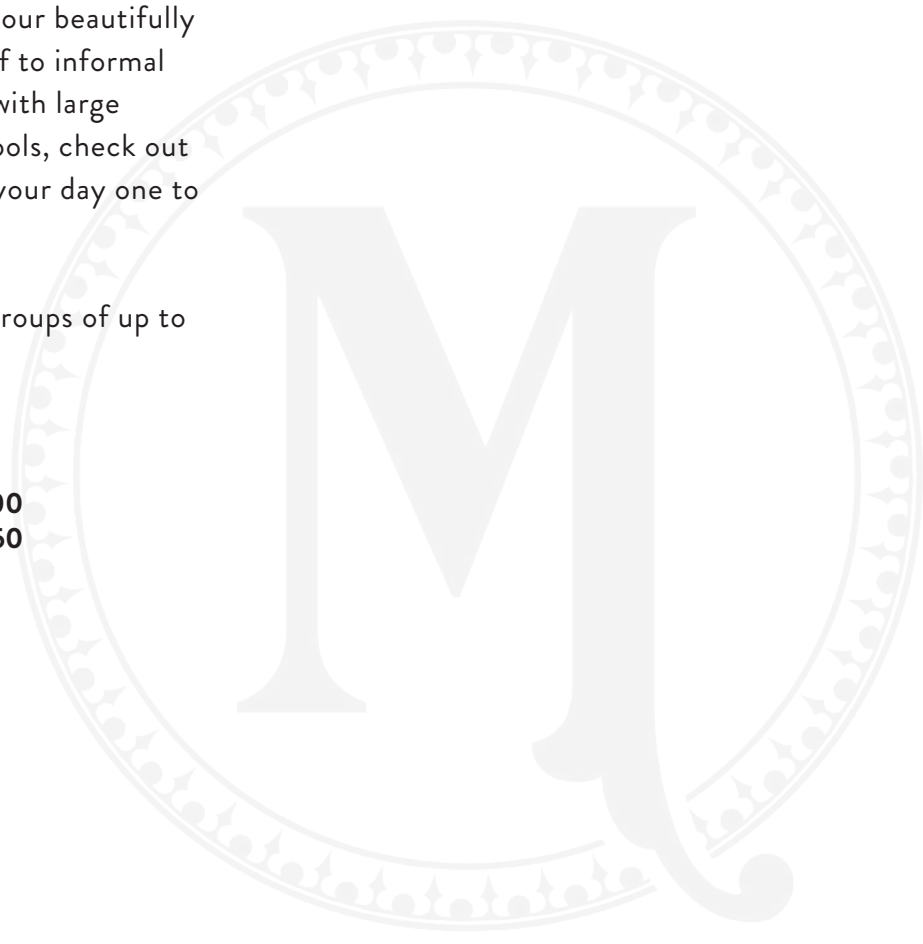 our beautifully
f to informal
with large
ools, check out
your day one to
roups of up to
00
50
M